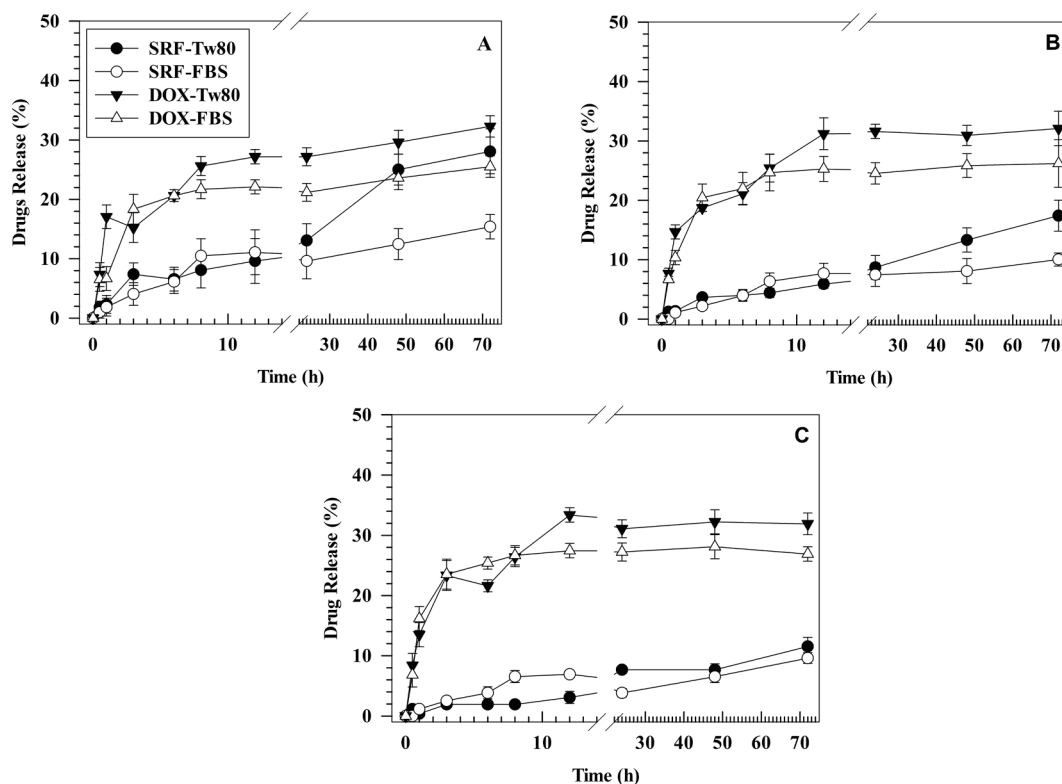 A
SRF-Tw80
SRF-FBS
DOX-Tw80
DOX-FBS
Drugs Release (%)
50
40
30
20
10
0
0 10 30 40 50 60 70
Time (h)
B
Drug Release (%)
50
40
30
20
10
0
0 10 30 40 50 60 70
Time (h)
C
Drug Release (%)
50
40
30
20
10
0
0 10 30 40 50 60 70
Time (h)